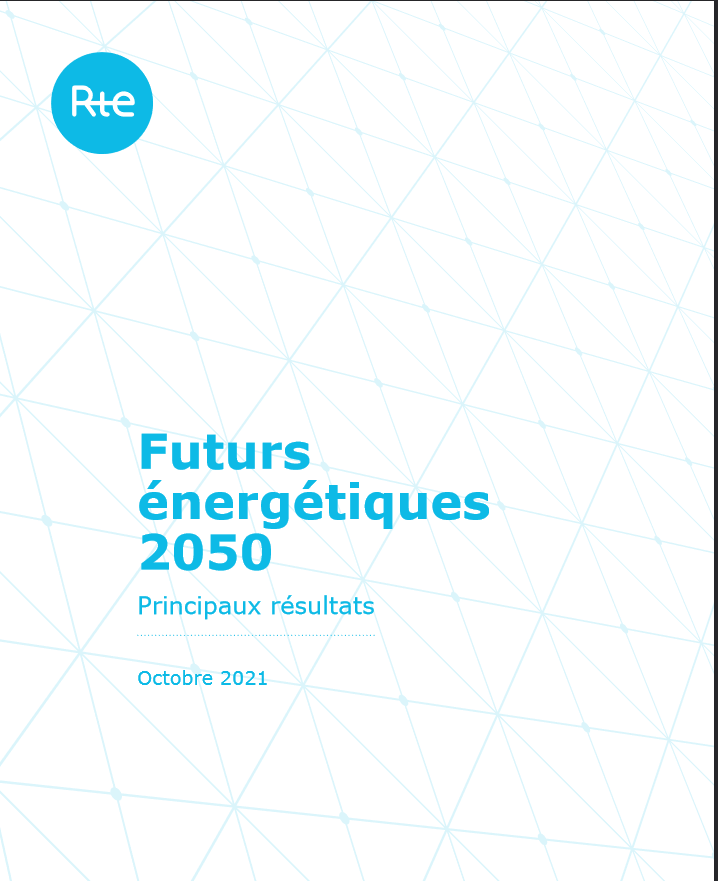 Rte
Futurs
énergétiques
2050
Principaux résultats
Octobre 2021